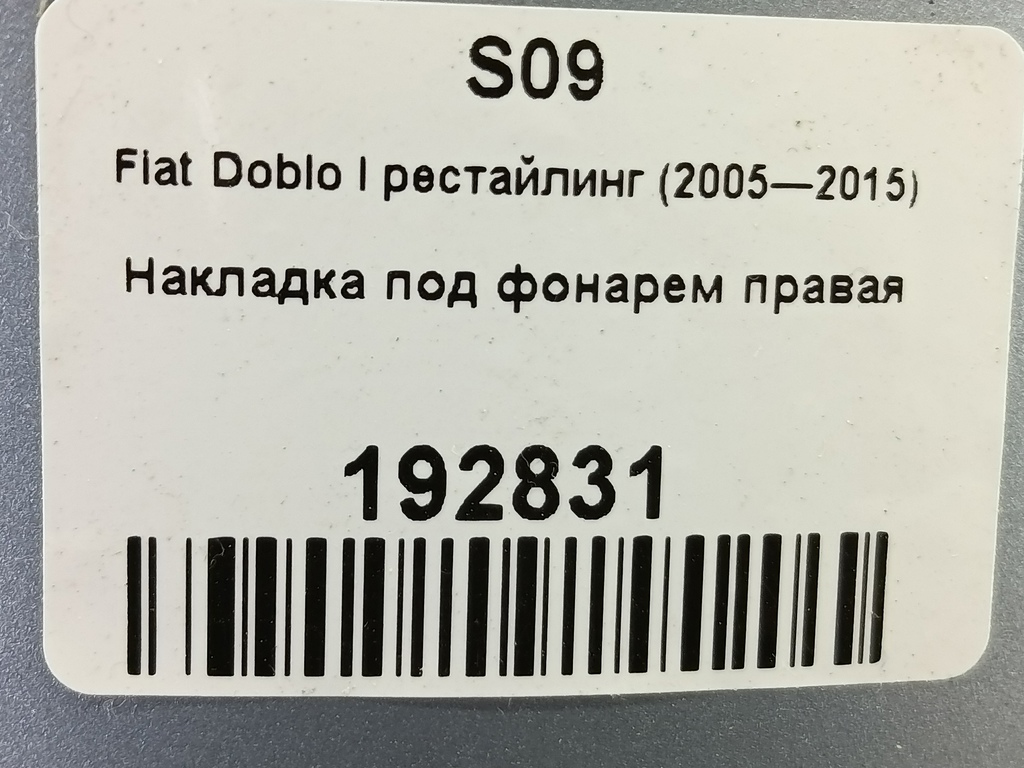 S09
Fiat Doblo I рестайлинг (2005—2015)
Накладка под фонарем правая
192831